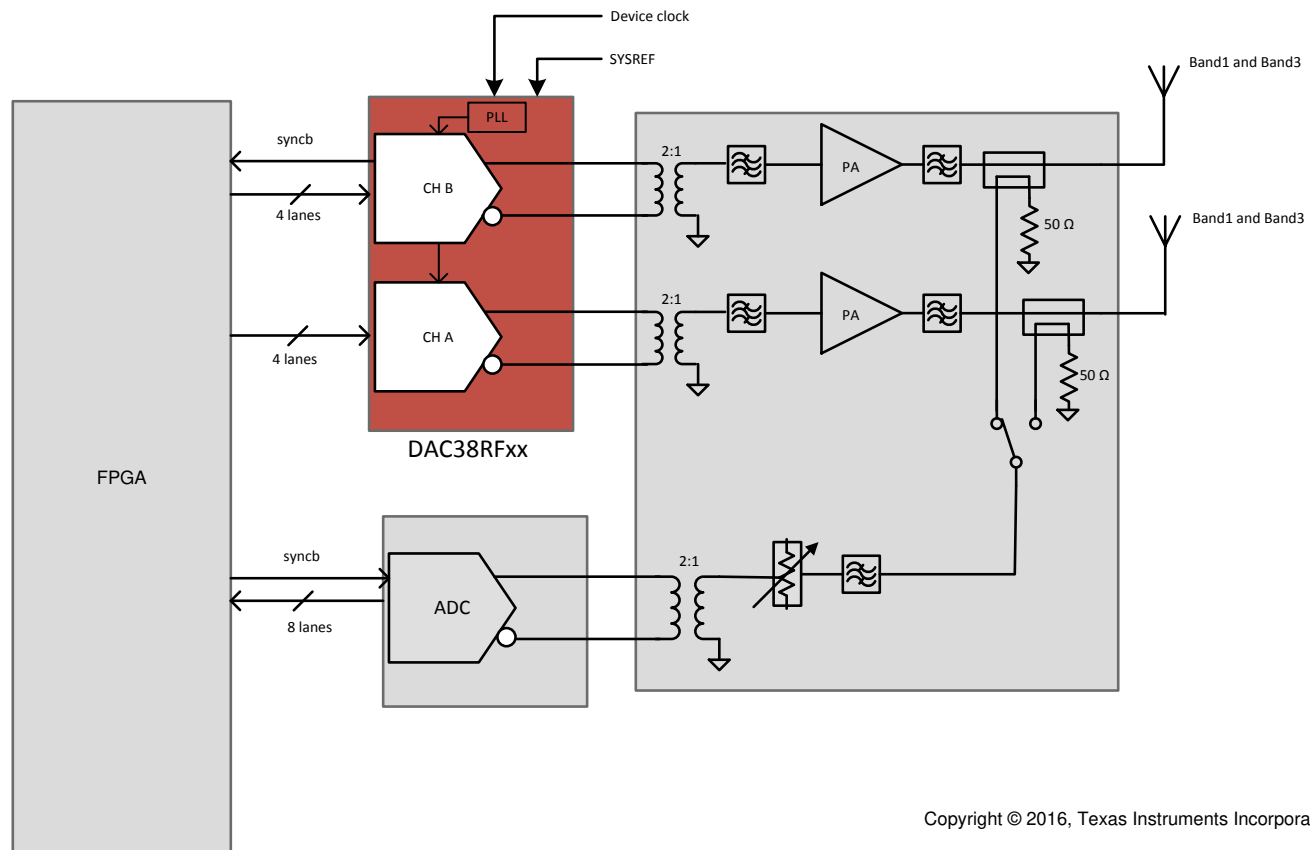 Device clock
SYSREF
Band1 and Band3
PLL
syncb
2:1
CH B
PA
4 lanes
50 Ω
Band1 and Band3
2:1
CH A
PA
4 lanes
50 Ω
DAC38RFxx
FPGA
syncb
2:1
ADC
8 lanes
Copyright © 2016, Texas Instruments Incorpora